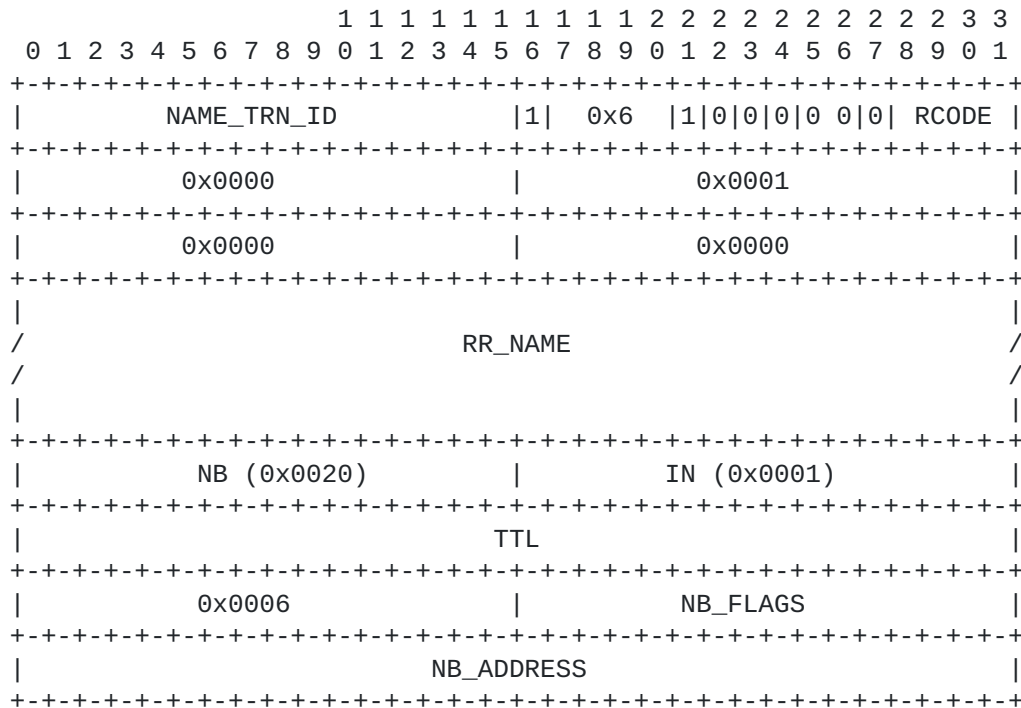 1 1 1 1 1 1 1 1 1 1 2 2 2 2 2 2 2 2 2 2 3 3
 0 1 2 3 4 5 6 7 8 9 0 1 2 3 4 5 6 7 8 9 0 1 2 3 4 5 6 7 8 9 0 1
+-+-+-+-+-+-+-+-+-+-+-+-+-+-+-+-+-+-+-+-+-+-+-+-+-+-+-+-+-+-+-+-+
|         NAME_TRN_ID           |1|  0x6  |1|0|0|0|0 0|0| RCODE |
+-+-+-+-+-+-+-+-+-+-+-+-+-+-+-+-+-+-+-+-+-+-+-+-+-+-+-+-+-+-+-+-+
|          0x0000               |           0x0001              |
+-+-+-+-+-+-+-+-+-+-+-+-+-+-+-+-+-+-+-+-+-+-+-+-+-+-+-+-+-+-+-+-+
|          0x0000               |           0x0000              |
+-+-+-+-+-+-+-+-+-+-+-+-+-+-+-+-+-+-+-+-+-+-+-+-+-+-+-+-+-+-+-+-+
|                                                               |
/                            RR_NAME                            /
/                                                               /
|                                                               |
+-+-+-+-+-+-+-+-+-+-+-+-+-+-+-+-+-+-+-+-+-+-+-+-+-+-+-+-+-+-+-+-+
|           NB (0x0020)         |         IN (0x0001)           |
+-+-+-+-+-+-+-+-+-+-+-+-+-+-+-+-+-+-+-+-+-+-+-+-+-+-+-+-+-+-+-+-+
|                              TTL                              |
+-+-+-+-+-+-+-+-+-+-+-+-+-+-+-+-+-+-+-+-+-+-+-+-+-+-+-+-+-+-+-+-+
|           0x0006              |          NB_FLAGS             |
+-+-+-+-+-+-+-+-+-+-+-+-+-+-+-+-+-+-+-+-+-+-+-+-+-+-+-+-+-+-+-+-+
|                          NB_ADDRESS                           |
+-+-+-+-+-+-+-+-+-+-+-+-+-+-+-+-+-+-+-+-+-+-+-+-+-+-+-+-+-+-+-+-+